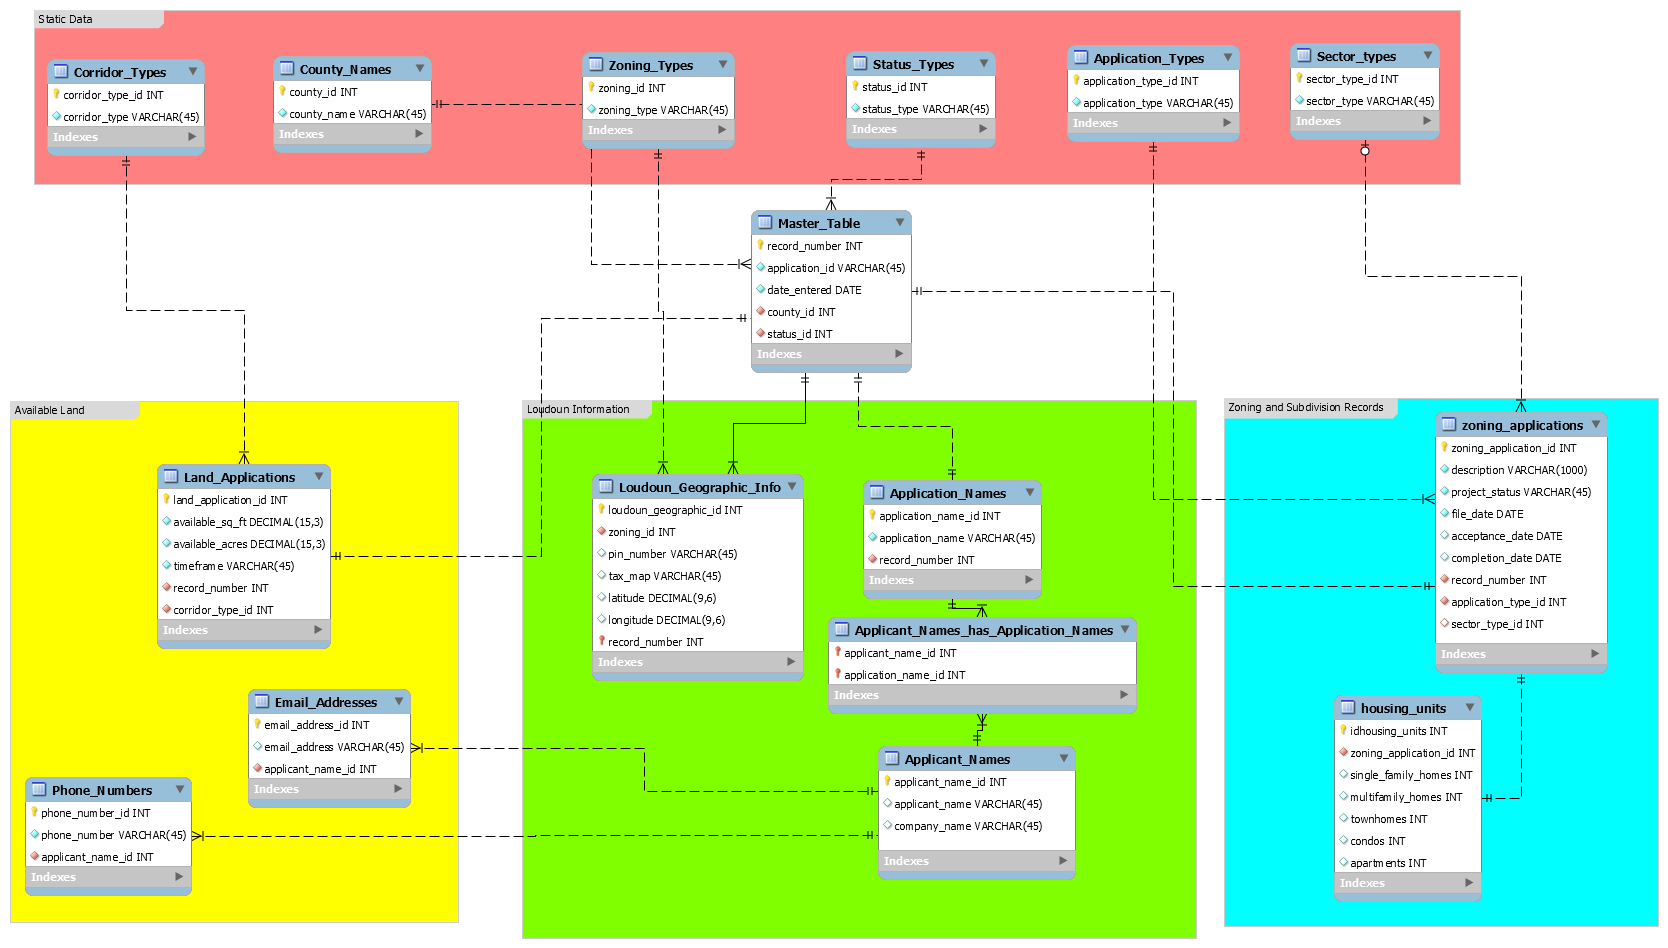 Static Data
Corridor_Types
corridor_type_id INT
corridor_type VARCHAR(45)
Indexes
County_Names
county_id INT
county_name VARCHAR(45)
Indexes
Zoning_Types
zoning_id INT
zoning_type VARCHAR(45)
Indexes
Status_Types
status_id INT
status_type VARCHAR(45)
Indexes
Application_Types
application_type_id INT
application_type VARCHAR(45)
Indexes
Sector_types
sector_type_id INT
sector_type VARCHAR(45)
Indexes
Master_Table
record_number INT
application_id VARCHAR(45)
date_entered DATE
county_id INT
status_id INT
Indexes
Available Land
Land_Applications
land_application_id INT
available_sq_ft DECIMAL(15,3)
available_acres DECIMAL(15,3)
timeframe VARCHAR(45)
record_number INT
corridor_type_id INT
Indexes
Email_Addresses
email_address_id INT
email_address VARCHAR(45)
applicant_name_id INT
Indexes
Phone_Numbers
phone_number_id INT
phone_number VARCHAR(45)
applicant_name_id INT
Indexes
Loudoun Information
Loudoun_Geographic_Info
loudoun_geographic_id INT
zoning_id INT
pin_number VARCHAR(45)
tax_map VARCHAR(45)
latitude DECIMAL(9,6)
longitude DECIMAL(9,6)
record_number INT
Indexes
Application_Names
application_name_id INT
application_name VARCHAR(45)
record_number INT
Indexes
Applicant_Names_has_Application_Names
applicant_name_id INT
application_name_id INT
Indexes
Applicant_Names
applicant_name_id INT
applicant_name VARCHAR(45)
company_name VARCHAR(45)
Indexes
Zoning and Subdivision Records
zoning_applications
zoning_application_id INT
description VARCHAR(1000)
project_status VARCHAR(45)
file_date DATE
acceptance_date DATE
completion_date DATE
record_number INT
application_type_id INT
sector_type_id INT
Indexes
housing_units
idhousing_units INT
zoning_application_id INT
single_family_homes INT
multifamily_homes INT
townhomes INT
condos INT
apartments INT
Indexes